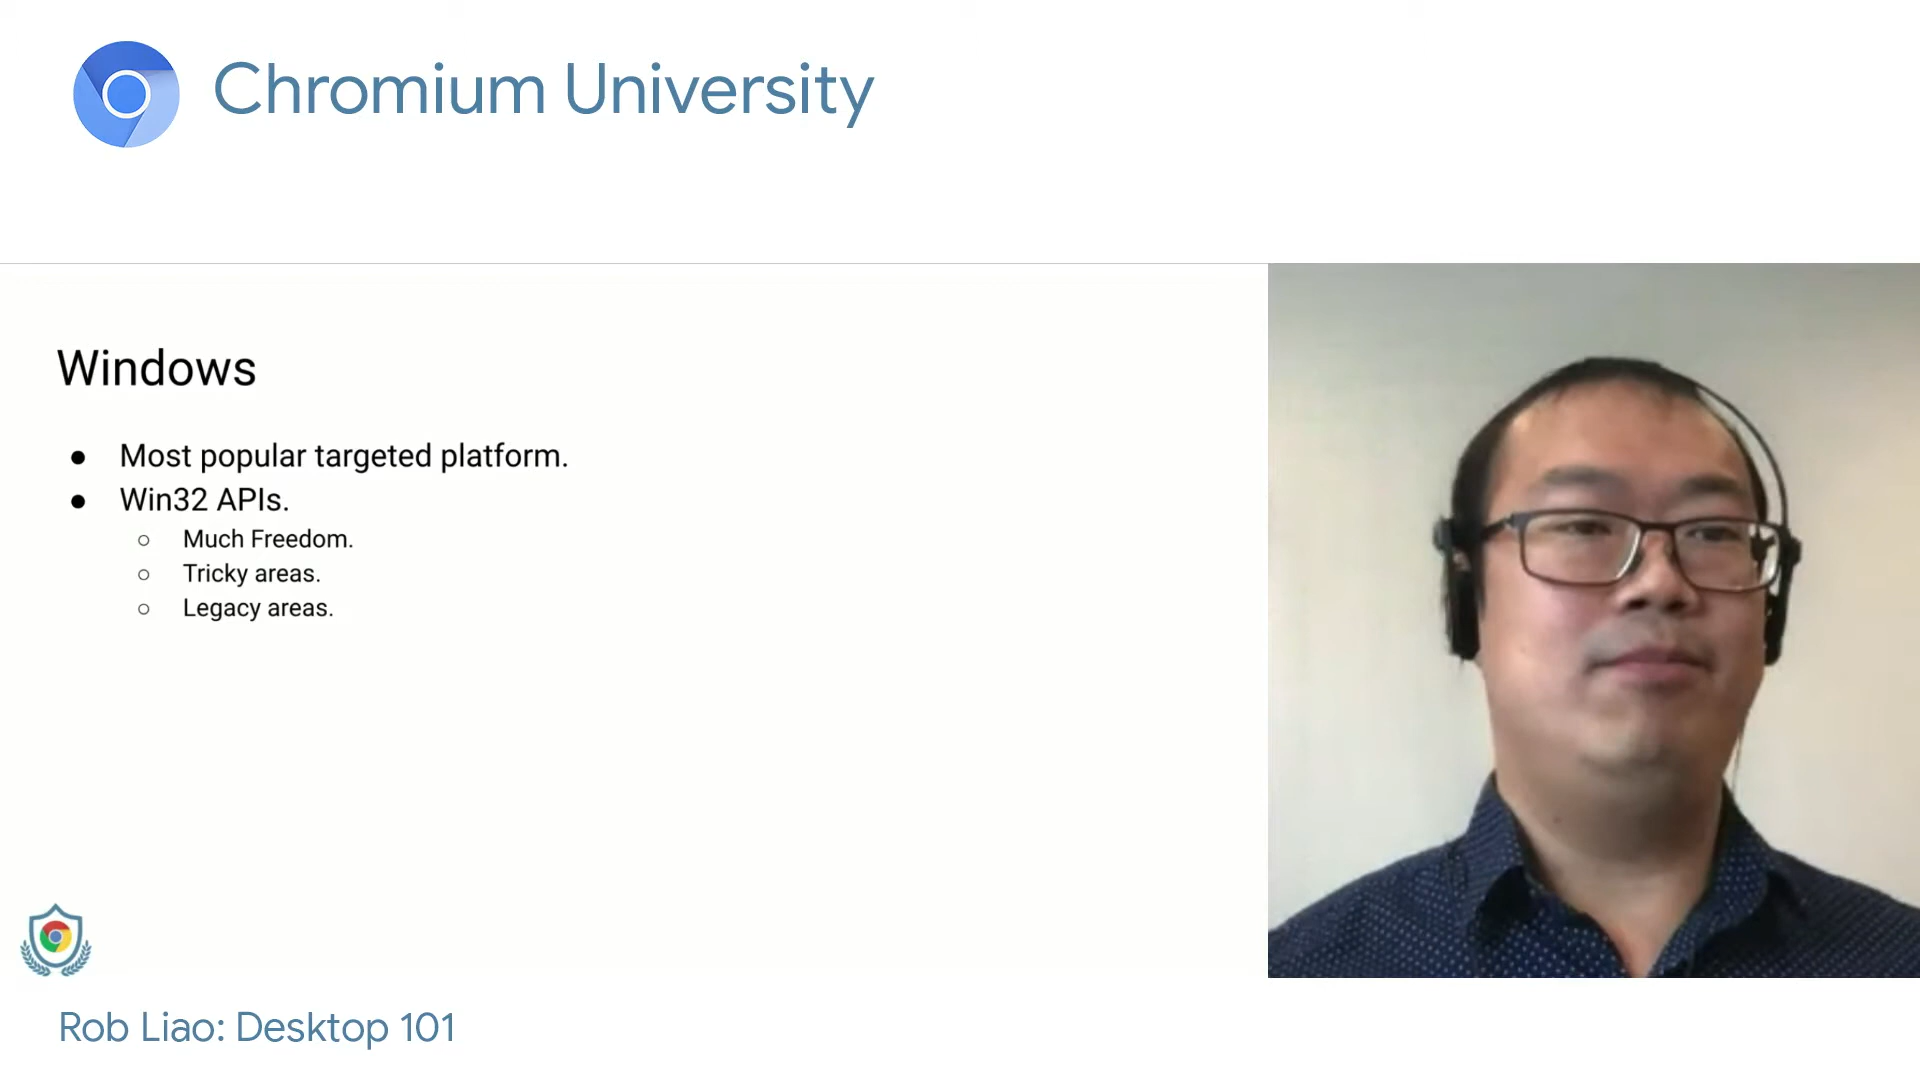 Chromium University
Windows
● Most popular targeted platform.
● Win32 APIs.
○ Much Freedom.
○ Tricky areas.
○ Legacy areas.
Rob Liao: Desktop 101